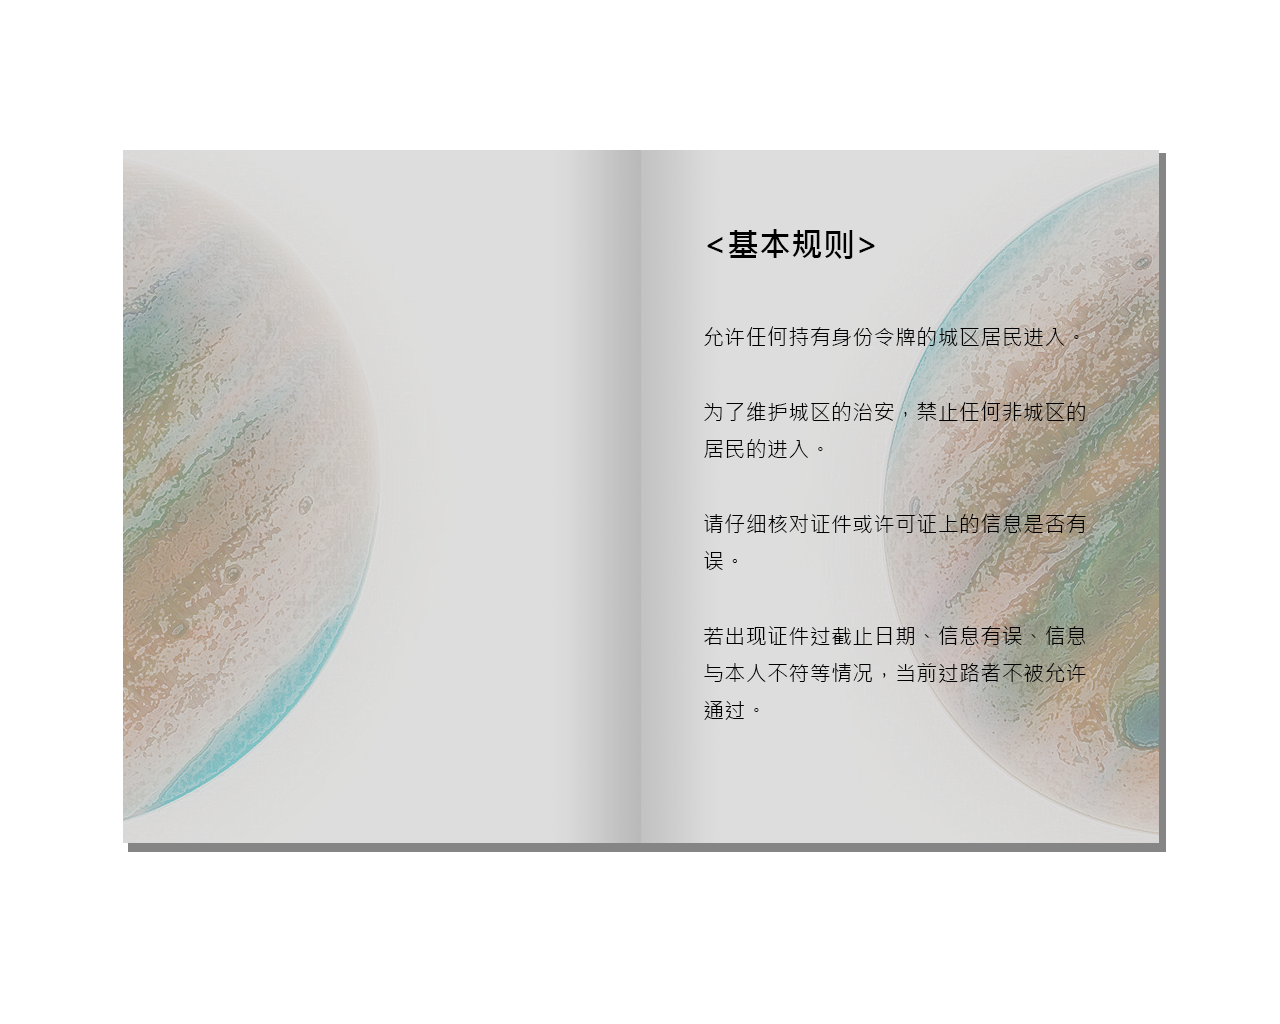 <基本规则>
允许任何持有身份令牌的城区居民进入。
为了维护城区的治安，禁止任何非城区的
居民的进入。
请仔细核对证件或许可证上的信息是否有
误。
若出现证件过截止日期、信息有误、信息
与本人不符等情况，当前过路者不被允许
通过。